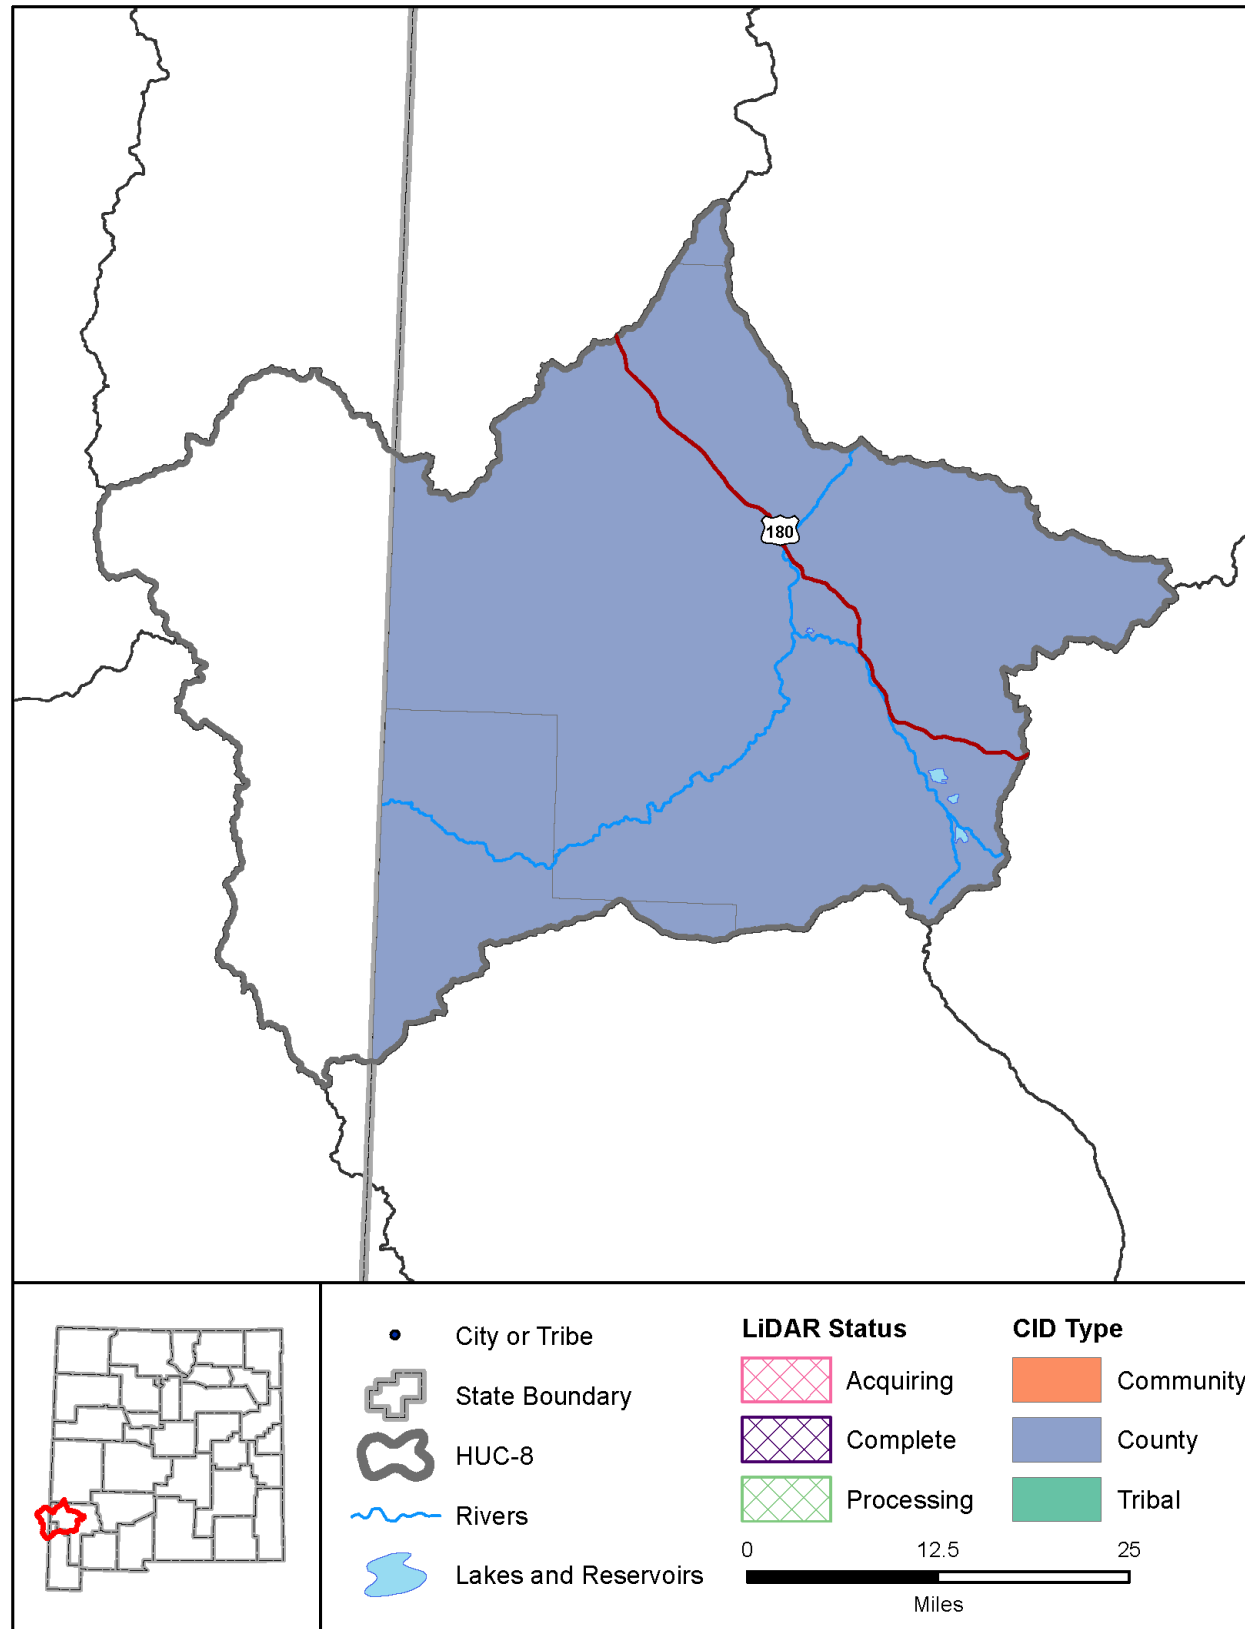 180
City or Tribe
State Boundary
HUC-8
Rivers
Lakes and Reservoirs
LiDAR Status
Acquiring
Complete
Processing
CID Type
Community
County
Tribal
0 12.5 25
Miles